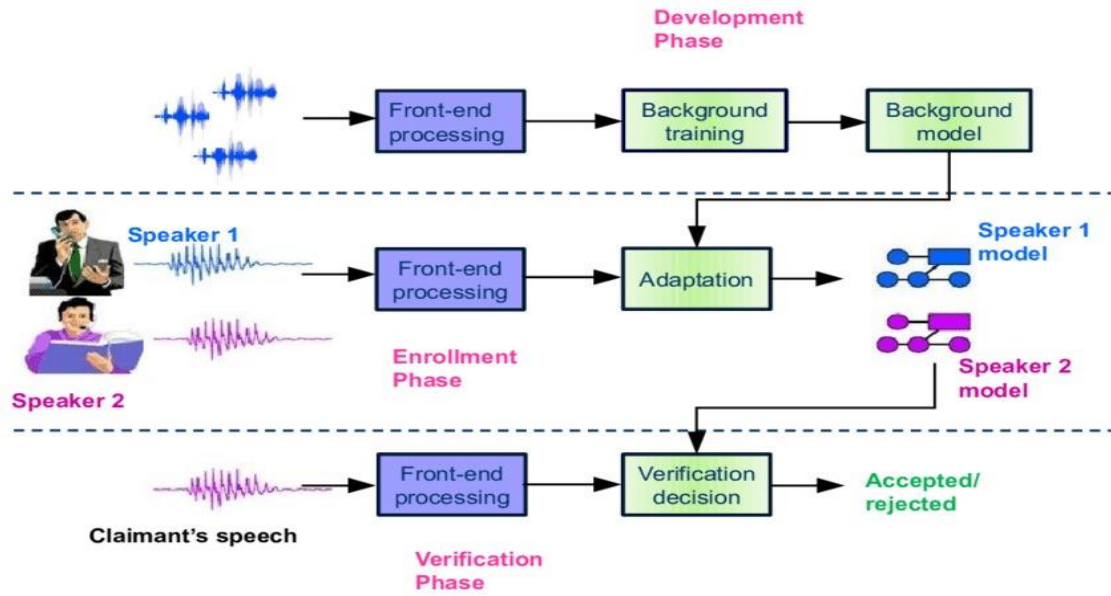 Development
Phase
Front-end
processing
Background
training
Background
model
Speaker 1
Speaker 1
model
Front-end
processing
Adaptation
Enrollment
Phase
Speaker 2
Speaker 2
model
Front-end
processing
Verification
decision
Accepted/
rejected
Claimant's speech
Verification
Phase